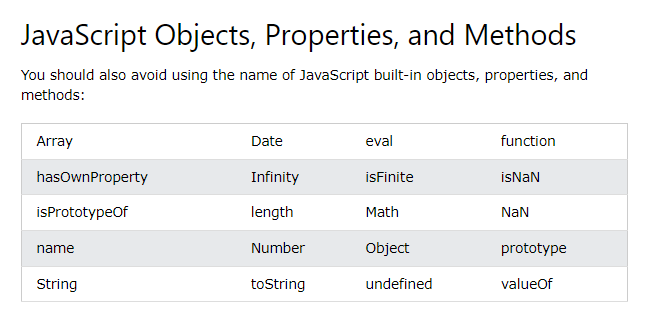 JavaScript Objects, Properties, and Methods
You should also avoid using the name of JavaScript built-in objects, properties, and
methods:
Array Date eval function
hasOwnProperty Infinity isFinite isNaN
isPrototypeOf length Math NaN
name Number Object prototype
String toString undefined valueOf